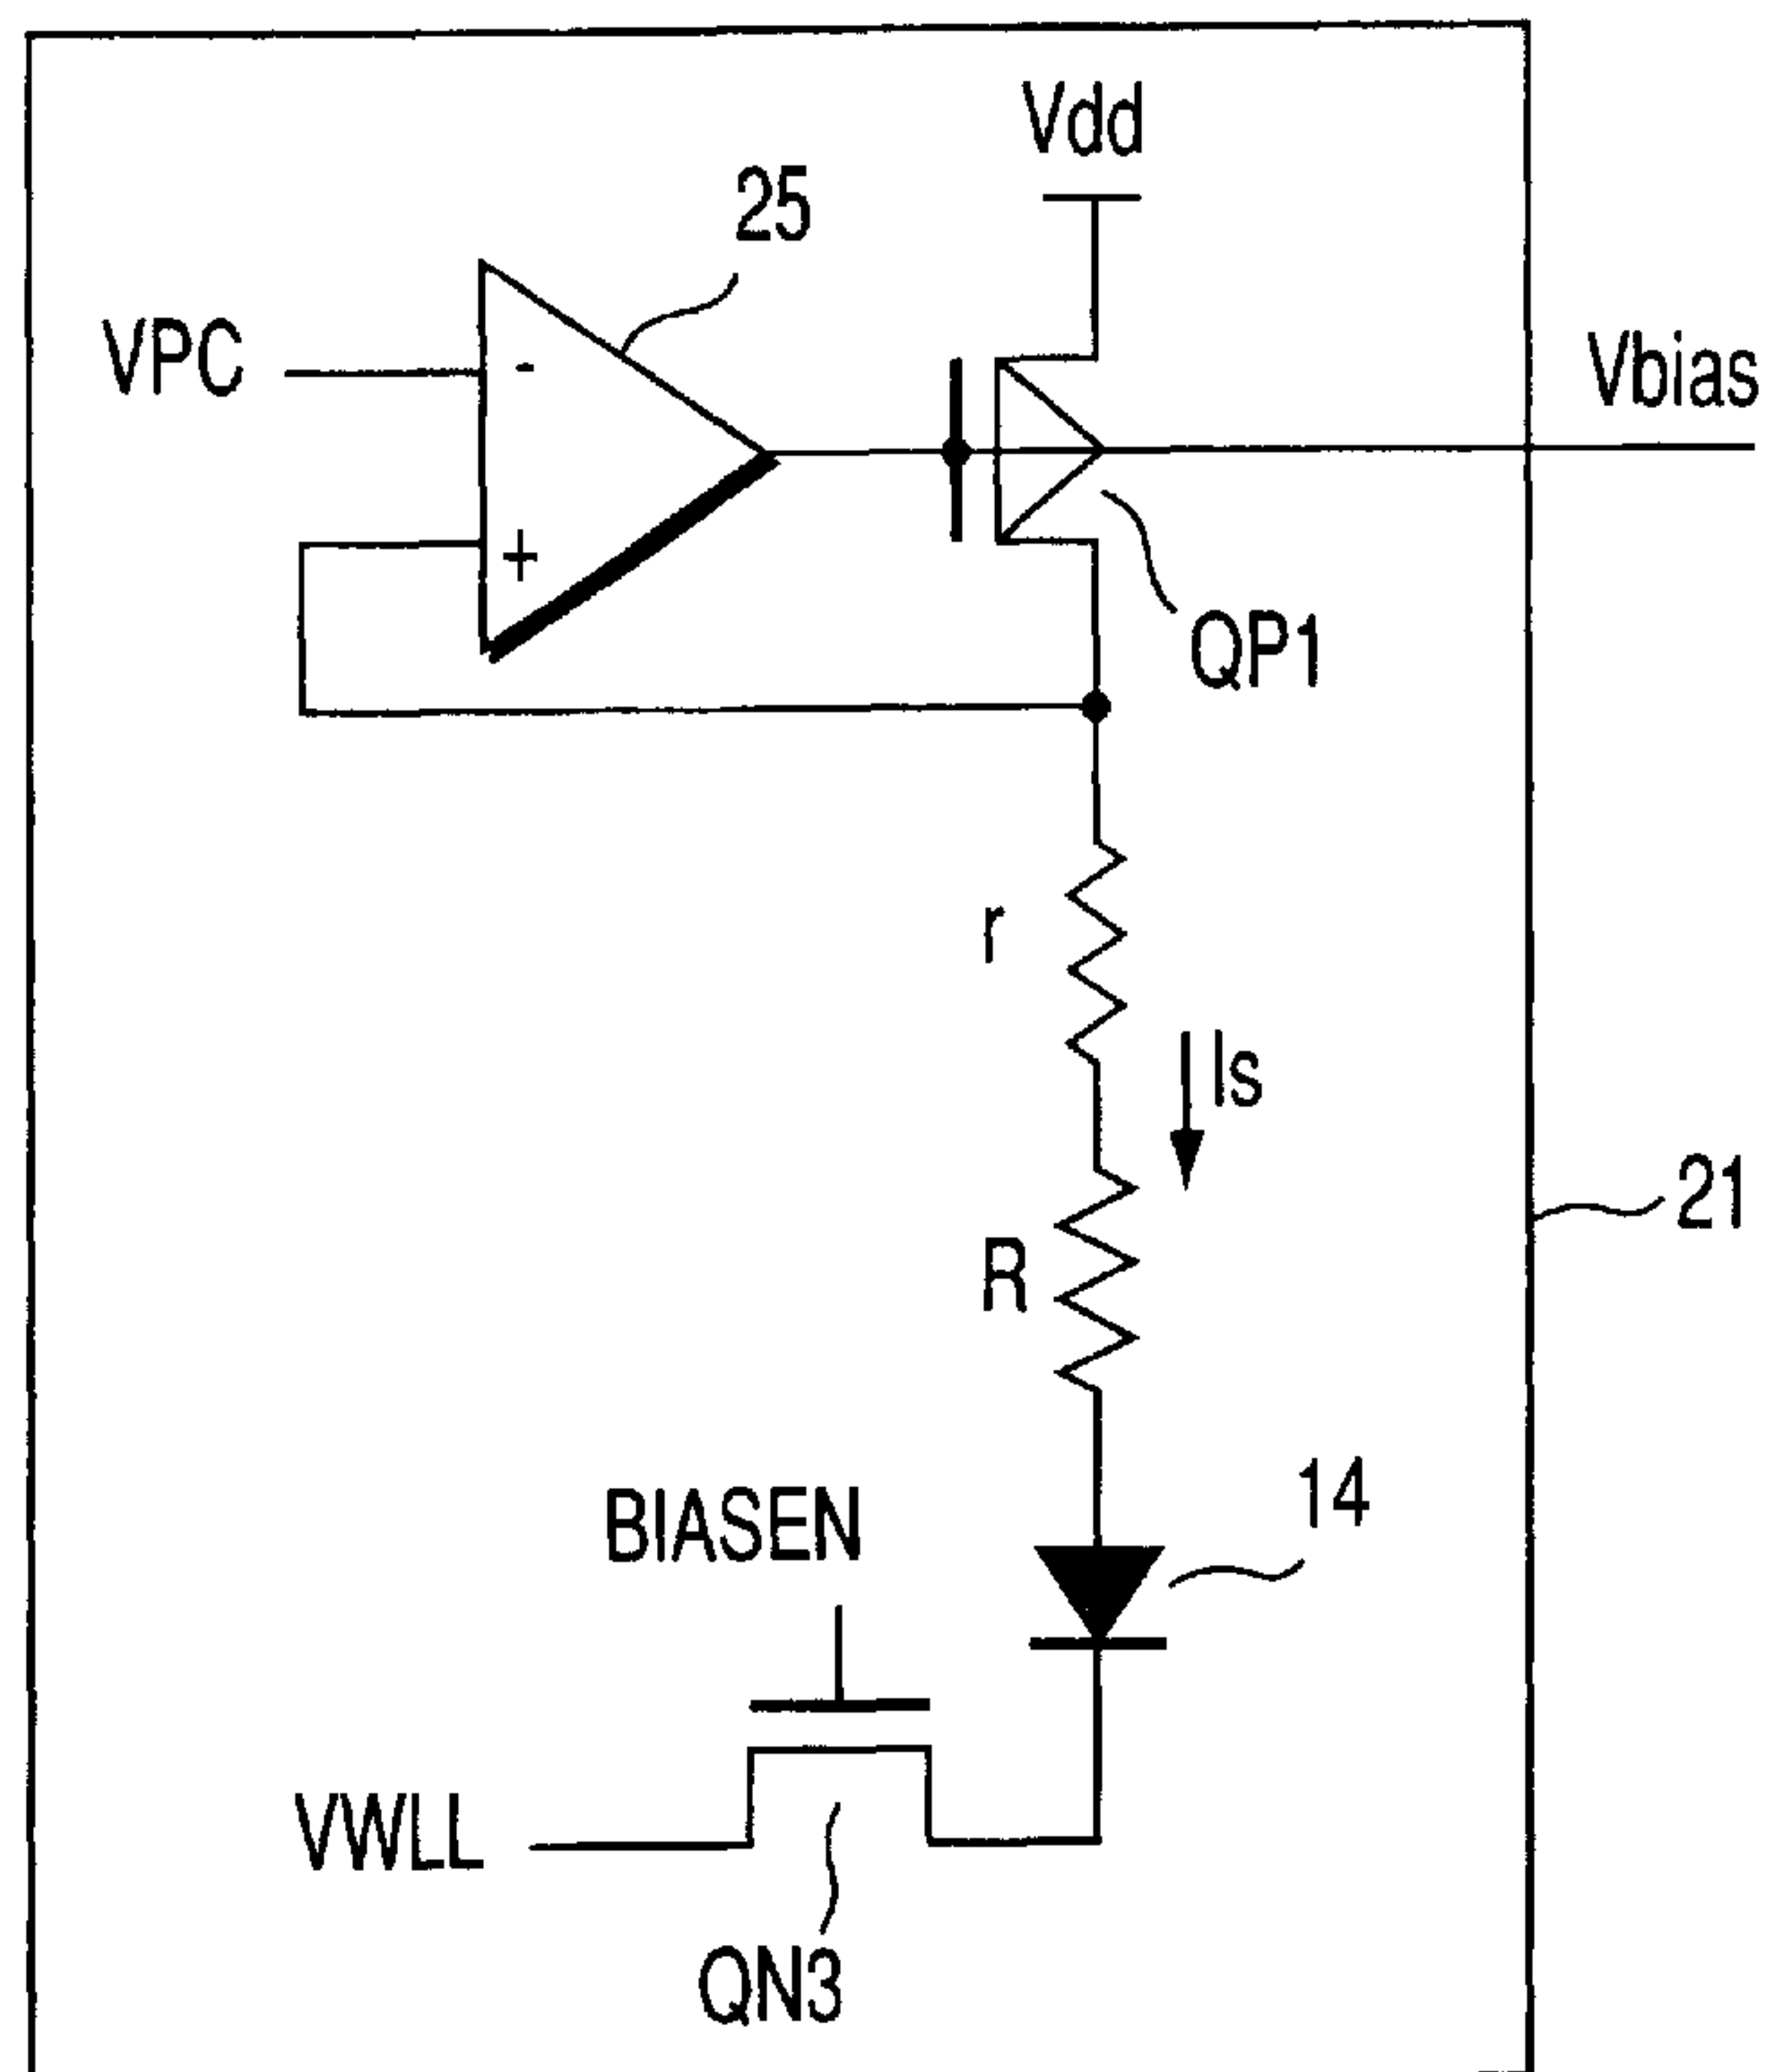 Vdd
25
VPC
-
Vbias
+
QP1
r
Is
21
R
14
BIASEN
VWLL
QN3